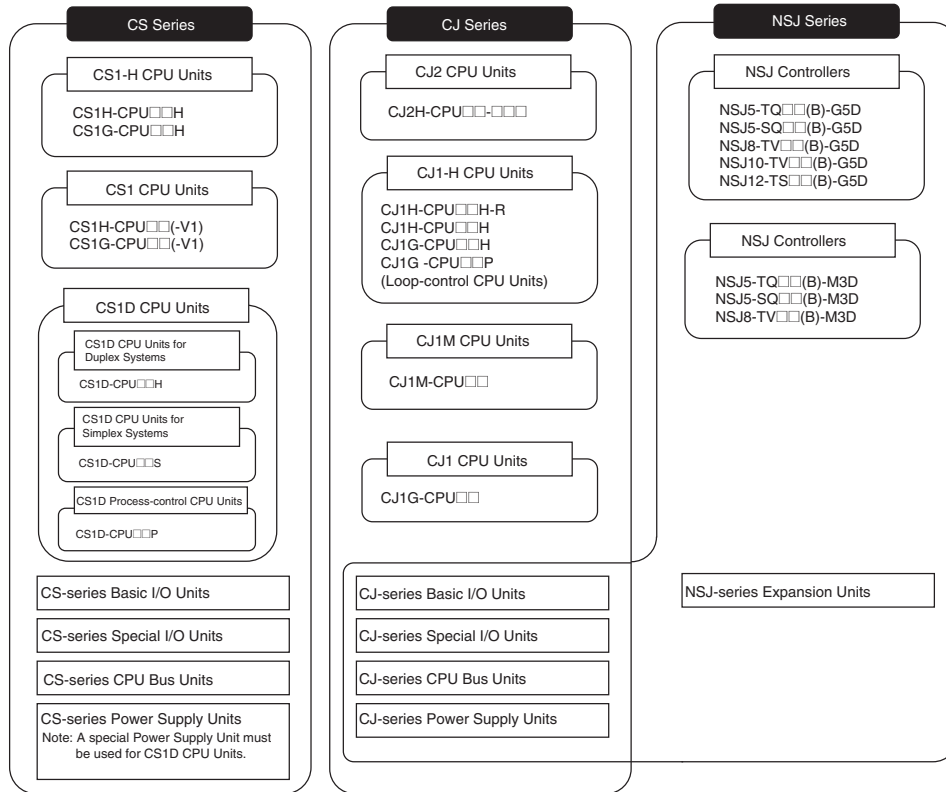 CS Series
CS1-H CPU Units
CS1H-CPU□□H
CS1G-CPU□□H
CS1 CPU Units
CS1H-CPU□□(-V1)
CS1G-CPU□□(-V1)
CS1D CPU Units
CS1D CPU Units for
Duplex Systems
CS1D-CPU□□H
CS1D CPU Units for
Simplex Systems
CS1D-CPU□□S
CS1D Process-control CPU Units
CS1D-CPU□□P
CS-series Basic I/O Units
CS-series Special I/O Units
CS-series CPU Bus Units
CS-series Power Supply Units
Note: A special Power Supply Unit must
be used for CS1D CPU Units.
CJ Series
CJ2 CPU Units
CJ2H-CPU□□-□□□
CJ1-H CPU Units
CJ1H-CPU□□H-R
CJ1H-CPU□□H
CJ1G-CPU□□H
CJ1G -CPU□□P
(Loop-control CPU Units)
CJ1M CPU Units
CJ1M-CPU□□
CJ1 CPU Units
CJ1G-CPU□□
CJ-series Basic I/O Units
CJ-series Special I/O Units
CJ-series CPU Bus Units
CJ-series Power Supply Units
NSJ Series
NSJ Controllers
NSJ5-TQ□□(B)-G5D
NSJ5-SQ□□(B)-G5D
NSJ8-TV□□(B)-G5D
NSJ10-TV□□(B)-G5D
NSJ12-TS□□(B)-G5D
NSJ Controllers
NSJ5-TQ□□(B)-M3D
NSJ5-SQ□□(B)-M3D
NSJ8-TV□□(B)-M3D
NSJ-series Expansion Units